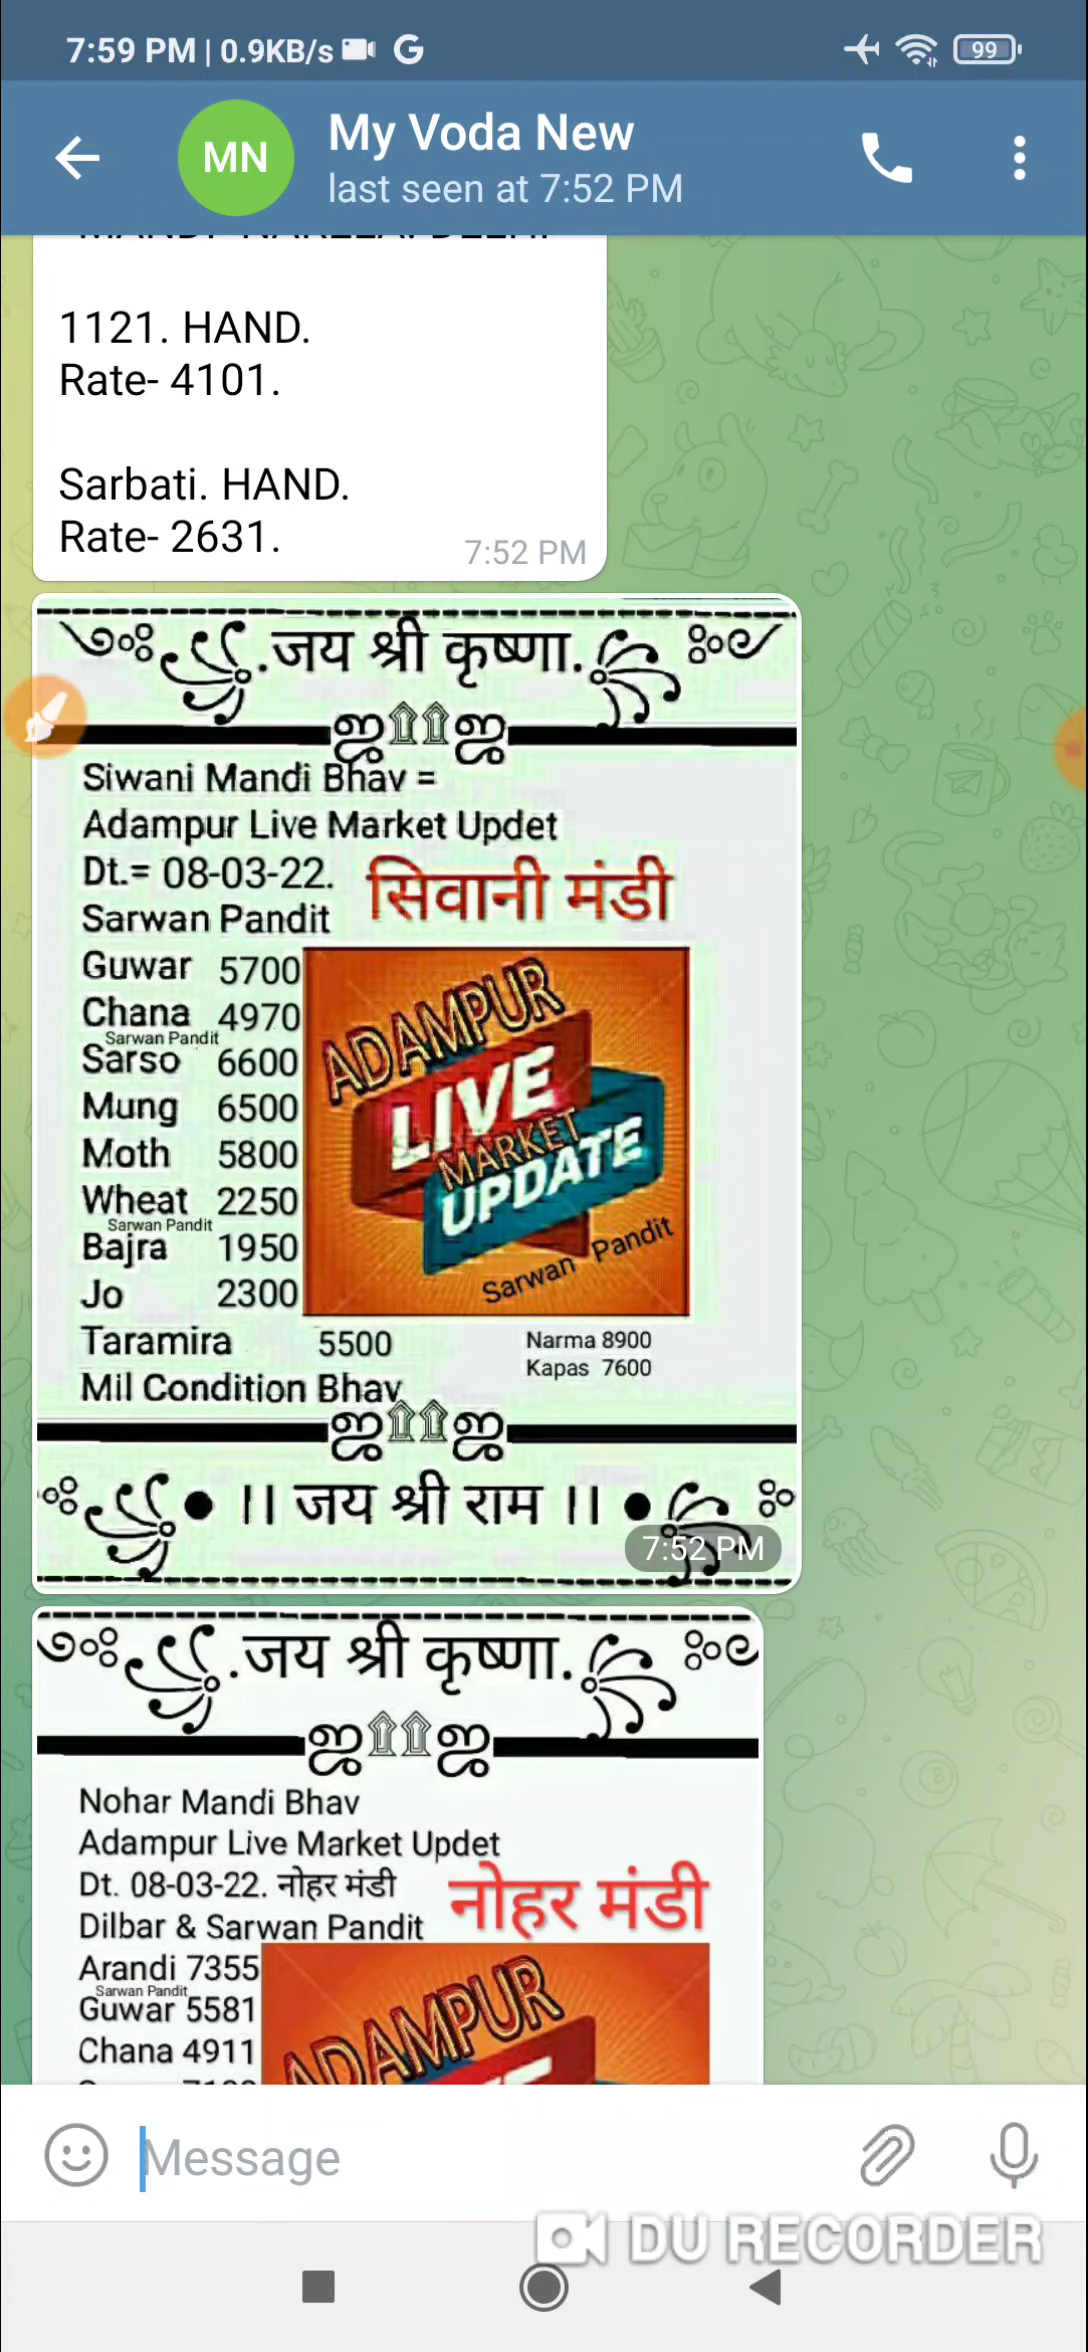 7:59 PM | 0.9KB/s G 99
MN My Voda New
last seen at 7:52 PM
1121. HAND.
Rate- 4101.
Sarbati. HAND.
Rate- 2631.
7:52 PM
.जय श्री कृष्णा.
ஜ۩۩ஜ
Siwani Mandi Bhav =
Adampur Live Market Updet
Dt.= 08-03-22. सिवानी मंडी
Sarwan Pandit
Guwar 5700
Chana 4970
Sarwan Pandit
Sarso 6600
Mung 6500
Moth 5800
Wheat 2250
Sarwan Pandit
Bajra 1950
Jo 2300
ADAMPUR
LIVE
MARKET
UPDATE
Sarwan Pandit
Taramira 5500
Narma 8900
Kapas 7600
Mil Condition Bhav
ஜ۩۩ஜ
● || जय श्री राम || ●
7:52 PM
.जय श्री कृष्णा.
ஜ۩۩ஜ
Nohar Mandi Bhav
Adampur Live Market Updet
Dt. 08-03-22. नोहर मंडी नोहर मंडी
Dilbar & Sarwan Pandit
Arandi 7355
Sarwan Pandit
Guwar 5581
Chana 4911
ADAMPUR
Message
DU RECORDER